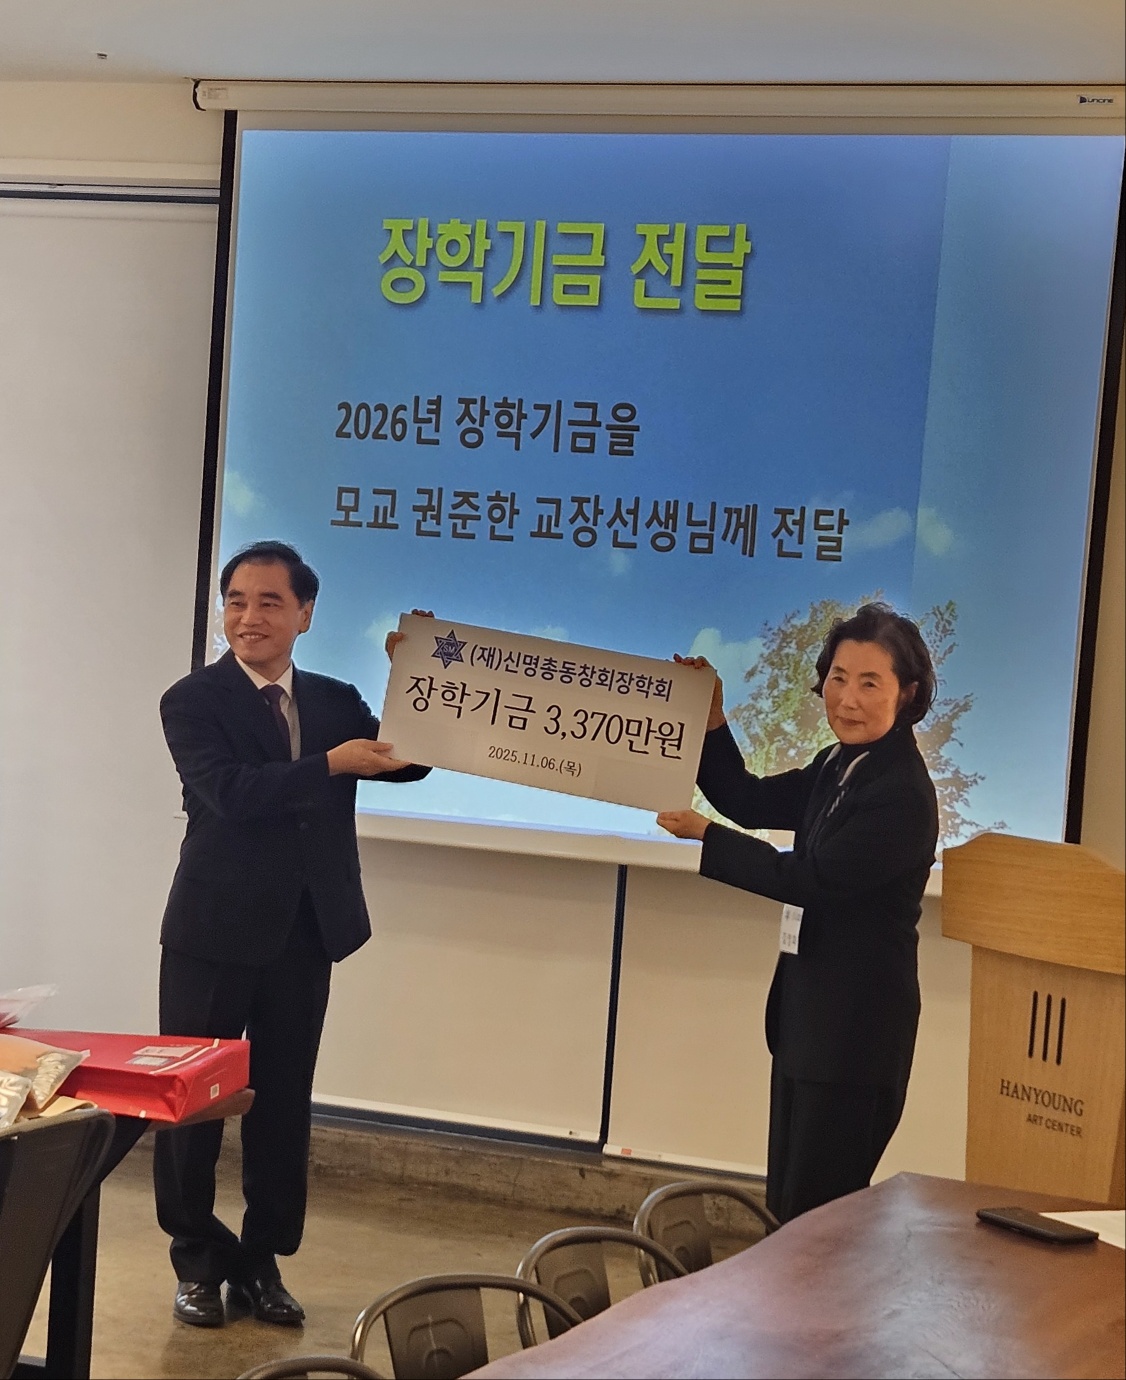 UNICINE
장학기금 전달
2026년 장학기금을
모교 권준한 교장선생님께 전달
SM
(재)신명총동창회장학회
장학기금 3,370만원
2025.11.06.(목)
HANYOUNG
ART CENTER